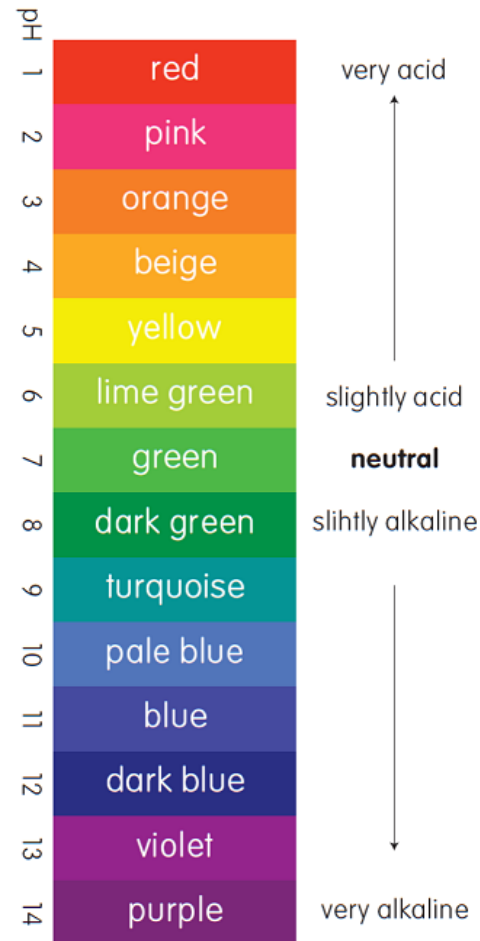 pH
1 red very acid
2 pink
3 orange
4 beige
5 yellow
6 lime green slightly acid
7 green neutral
8 dark green slihtly alkaline
9 turquoise
10 pale blue
11 blue
12 dark blue
13 violet
14 purple very alkaline